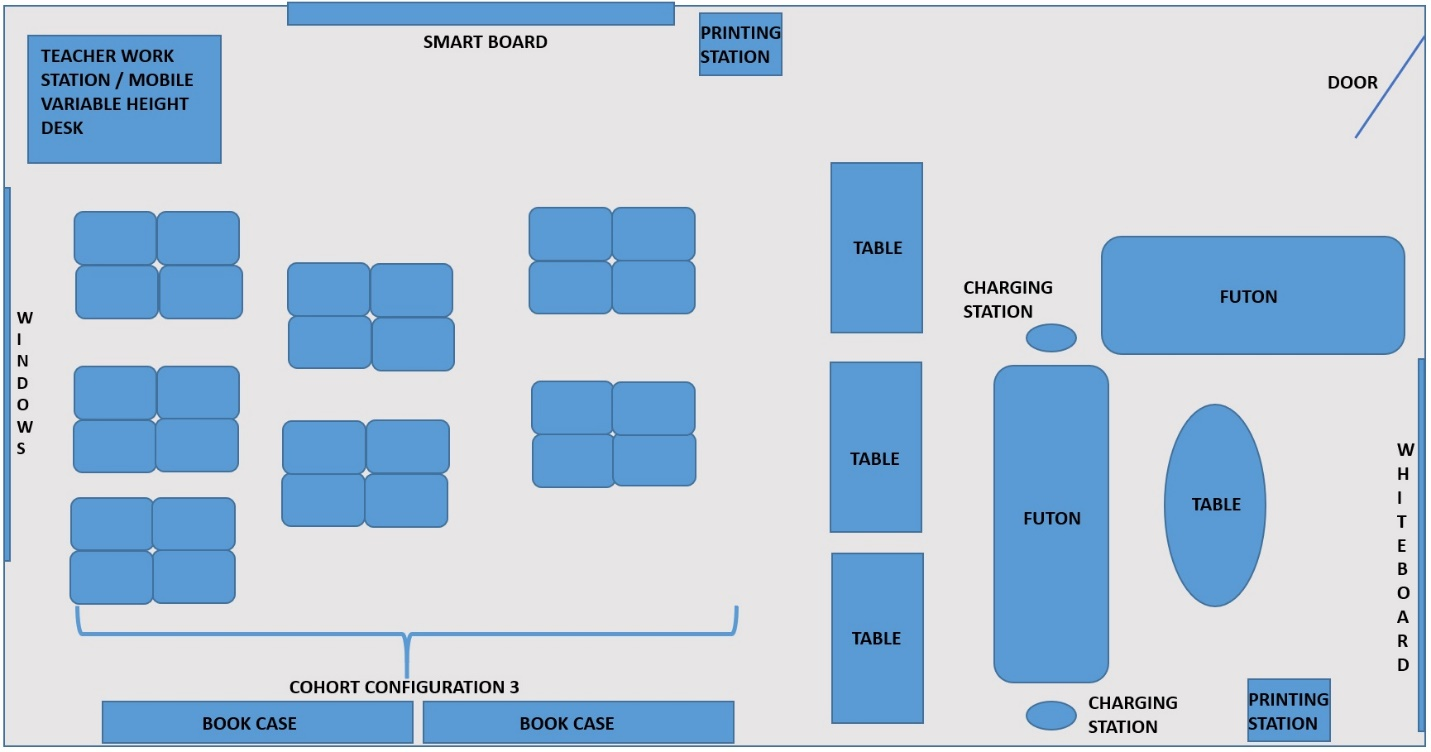 SMART BOARD
PRINTING
STATION
TEACHER WORK
STATION / MOBILE
VARIABLE HEIGHT
DESK
DOOR
TABLE
CHARGING
STATION
FUTON
W
I
N
D
O
W
S
TABLE
W
H
I
T
E
B
O
A
R
D
TABLE
FUTON
TABLE
COHORT CONFIGURATION 3
BOOK CASE
BOOK CASE
CHARGING
STATION
PRINTING
STATION